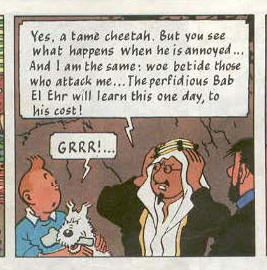 Yes, a tame cheetah. But you see
what happens when he is annoyed...
And I am the same: woe betide those
who attack me... The perfidious Bab
El Ehr will learn this one day, to
his cost!
GRRR!...